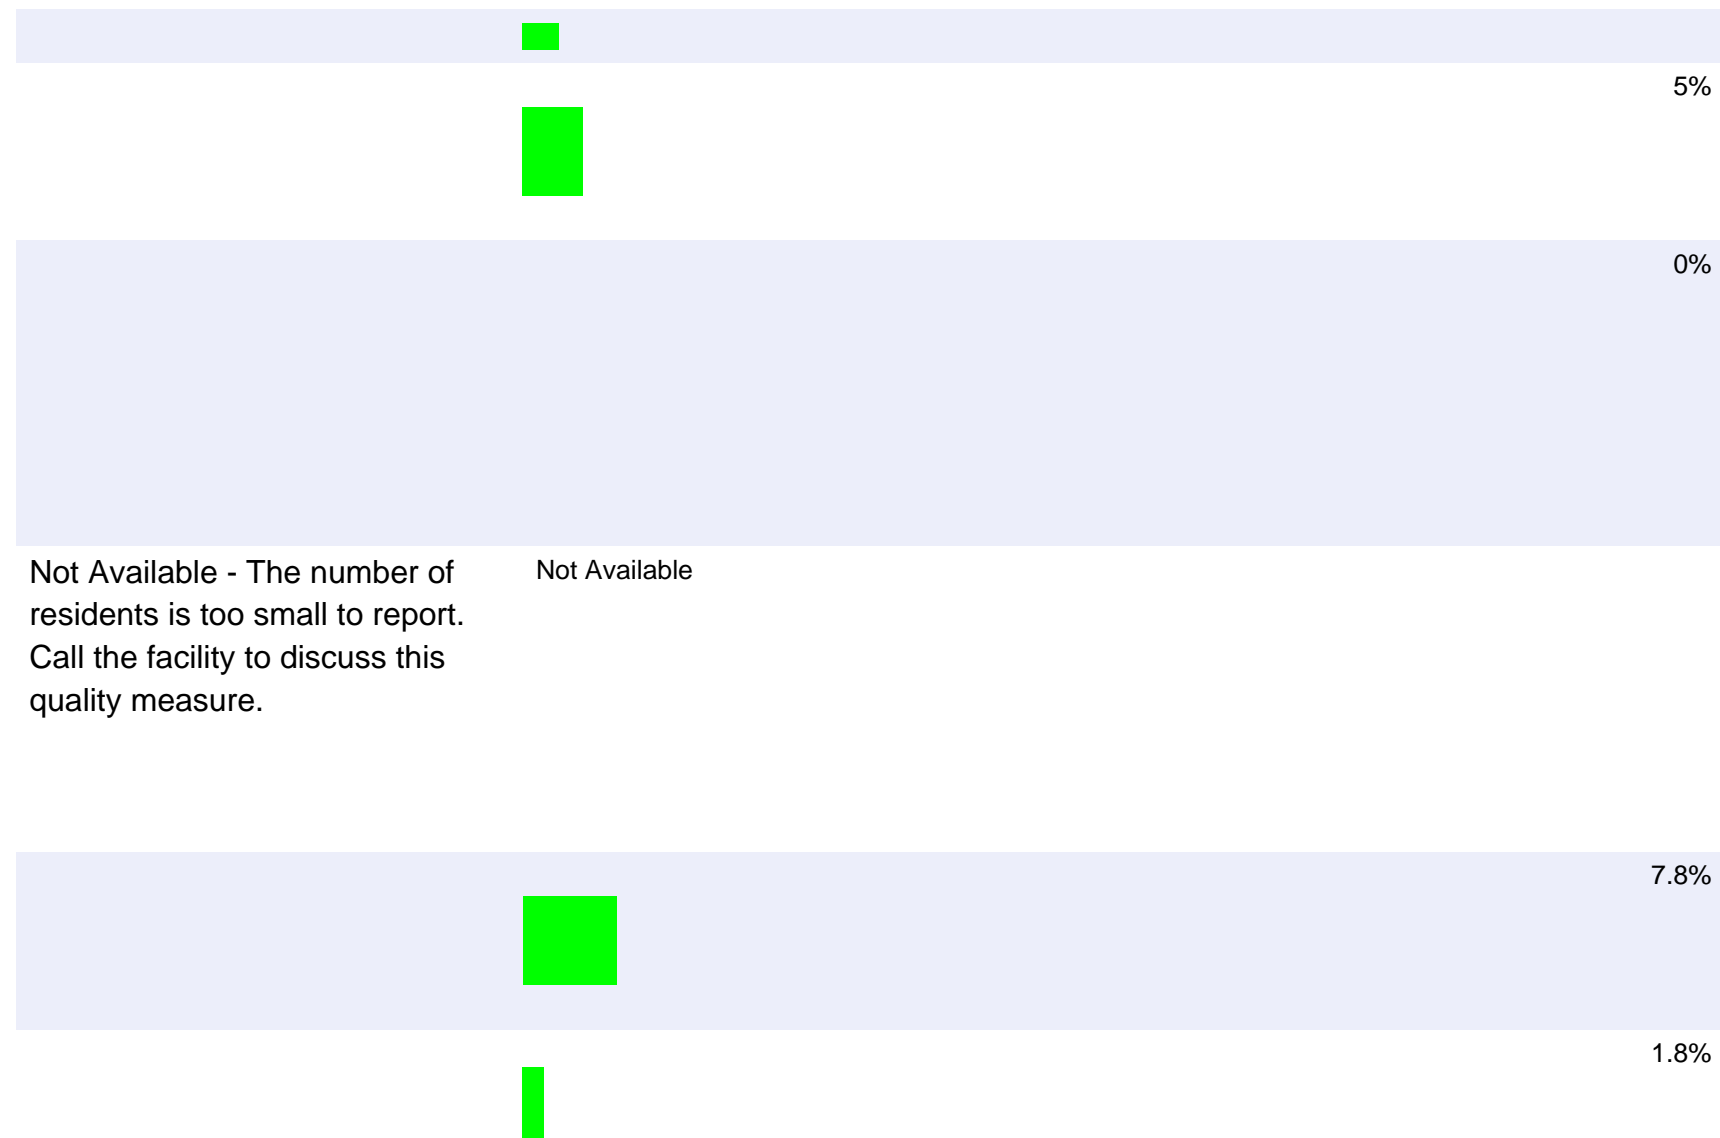 5%
0%
Not Available - The number of
residents is too small to report.
Call the facility to discuss this
quality measure.
Not Available
7.8%
1.8%